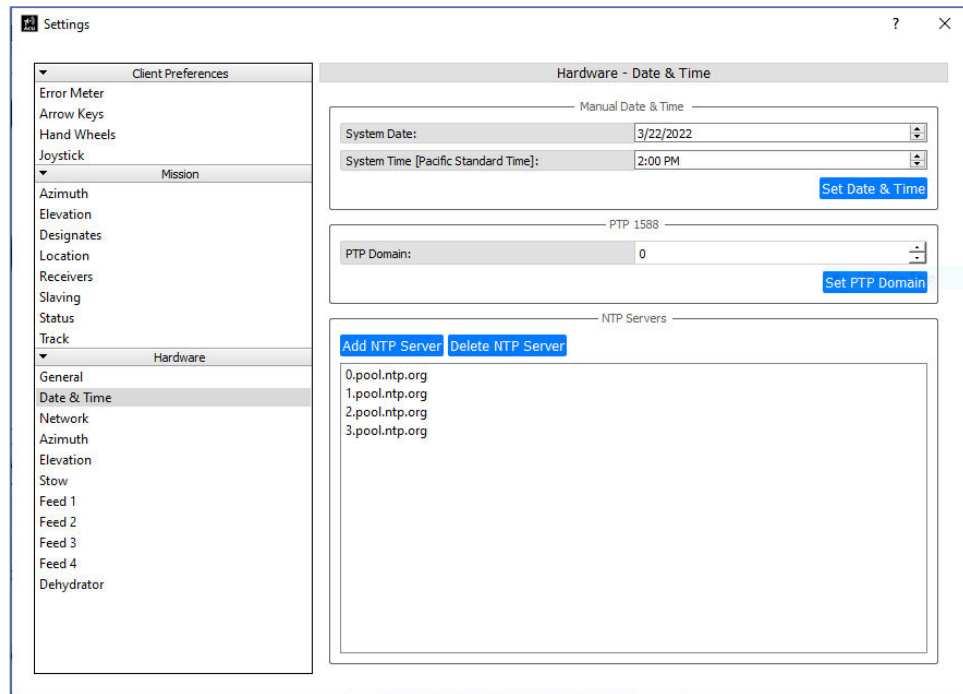 Settings
?
Client Preferences
Error Meter
Arrow Keys
Hand Wheels
Joystick
Mission
Azimuth
Elevation
Designates
Location
Receivers
Slaving
Status
Track
Hardware
General
Date & Time
Network
Azimuth
Elevation
Stow
Feed 1
Feed 2
Feed 3
Feed 4
Dehydrator
Hardware - Date & Time
Manual Date & Time
System Date: 3/22/2022
System Time [Pacific Standard Time]: 2:00 PM
Set Date & Time
PTP 1588
PTP Domain: 0
Set PTP Domain
NTP Servers
Add NTP Server Delete NTP Server
0.pool.ntp.org
1.pool.ntp.org
2.pool.ntp.org
3.pool.ntp.org